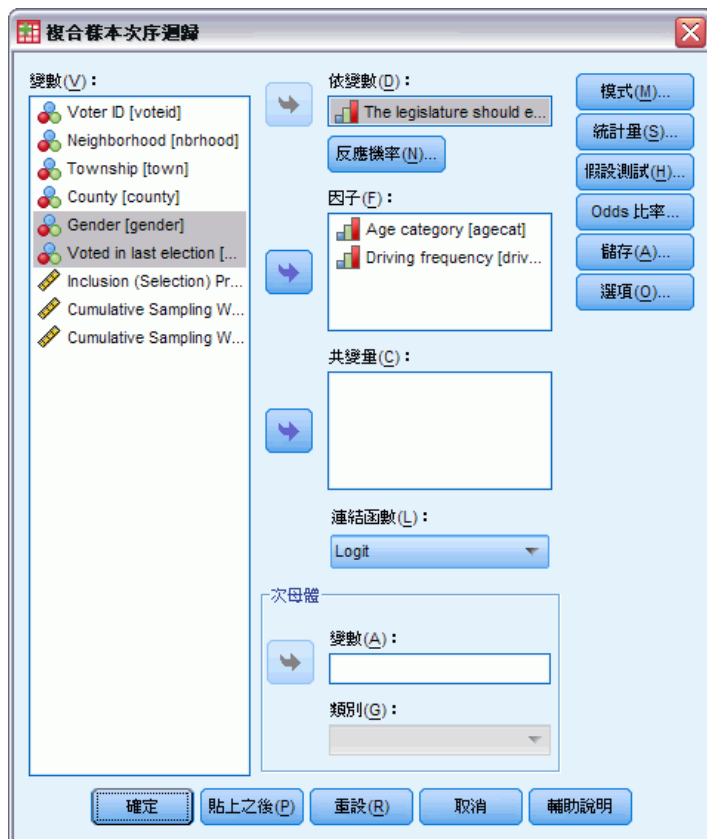 複合樣本次序迴歸
變數(V)：
Voter ID [voteid]
Neighborhood [nbrhood]
Township [town]
County [county]
Gender [gender]
Voted in last election [...
Inclusion (Selection) Pr...
Cumulative Sampling W...
Cumulative Sampling W...
依變數(D)：
The legislature should e...
反應機率(N)...
因子(F)：
Age category [agecat]
Driving frequency [driv...
共變量(C)：
連結函數(L)：
Logit
次母體
變數(A)：
類別(G)：
模式(M)...
統計量(S)...
假設測試(H)...
Odds 比率...
儲存(A)...
選項(O)...
確定
貼上之後(P)
重設(R)
取消
輔助說明